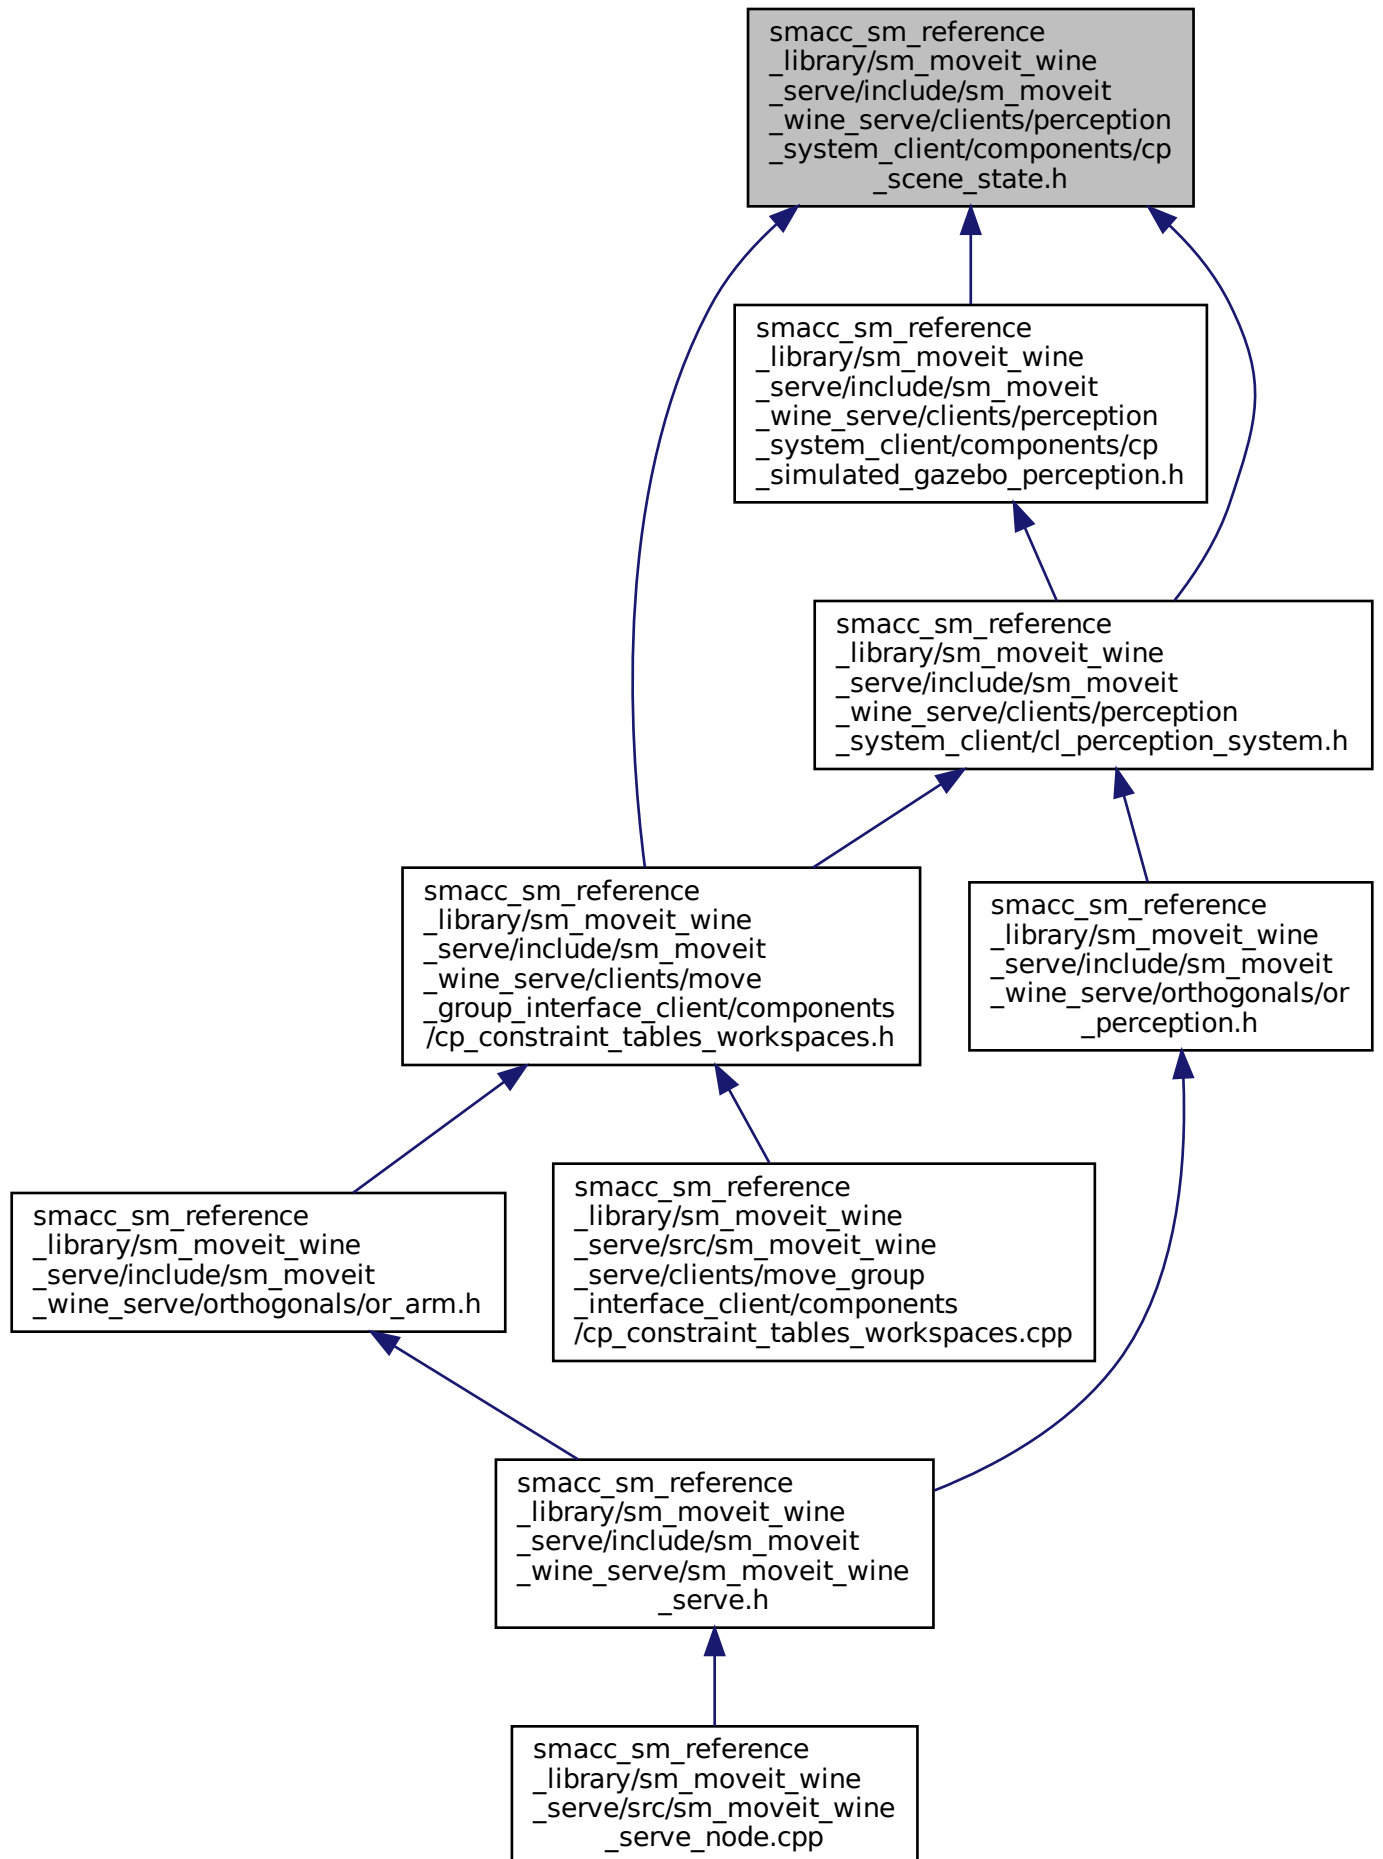 smacc_sm_reference
_library/sm_moveit_wine
_serve/include/sm_moveit
_wine_serve/clients/perception
_system_client/components/cp
_scene_state.h
smacc_sm_reference
_library/sm_moveit_wine
_serve/include/sm_moveit
_wine_serve/clients/perception
_system_client/components/cp
_simulated_gazebo_perception.h
smacc_sm_reference
_library/sm_moveit_wine
_serve/include/sm_moveit
_wine_serve/clients/perception
_system_client/cl_perception_system.h
smacc_sm_reference
_library/sm_moveit_wine
_serve/include/sm_moveit
_wine_serve/clients/move
_group_interface_client/components
/cp_constraint_tables_workspaces.h
smacc_sm_reference
_library/sm_moveit_wine
_serve/include/sm_moveit
_wine_serve/orthogonals/or
_perception.h
smacc_sm_reference
_library/sm_moveit_wine
_serve/include/sm_moveit
_wine_serve/orthogonals/or_arm.h
smacc_sm_reference
_library/sm_moveit_wine
_serve/src/sm_moveit_wine
_serve/clients/move_group
_interface_client/components
/cp_constraint_tables_workspaces.cpp
smacc_sm_reference
_library/sm_moveit_wine
_serve/include/sm_moveit
_wine_serve/sm_moveit_wine
_serve.h
smacc_sm_reference
_library/sm_moveit_wine
_serve/src/sm_moveit_wine
_serve_node.cpp